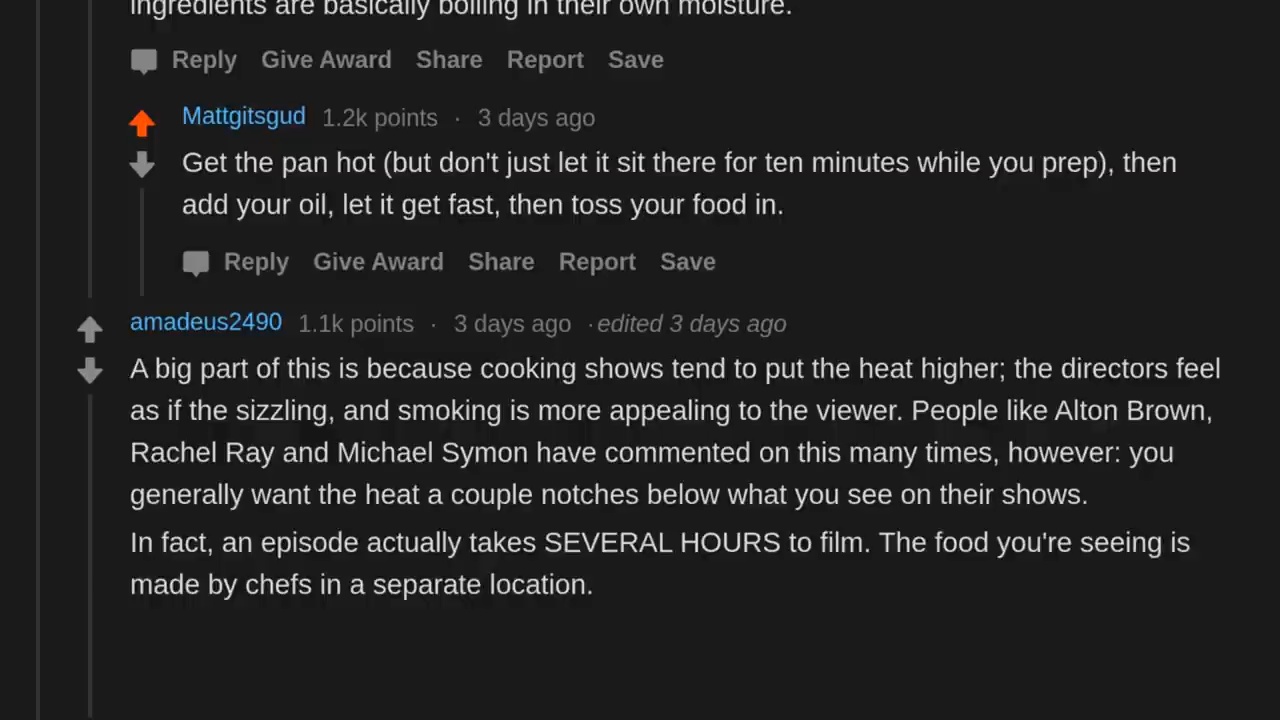 ingredients are basically boiling in their own moisture.
Reply Give Award Share Report Save
Mattgitsgud 1.2k points · 3 days ago
Get the pan hot (but don't just let it sit there for ten minutes while you prep), then
add your oil, let it get fast, then toss your food in.
Reply Give Award Share Report Save
amadeus2490 1.1k points · 3 days ago · edited 3 days ago
A big part of this is because cooking shows tend to put the heat higher; the directors feel
as if the sizzling, and smoking is more appealing to the viewer. People like Alton Brown,
Rachel Ray and Michael Symon have commented on this many times, however: you
generally want the heat a couple notches below what you see on their shows.
In fact, an episode actually takes SEVERAL HOURS to film. The food you're seeing is
made by chefs in a separate location.